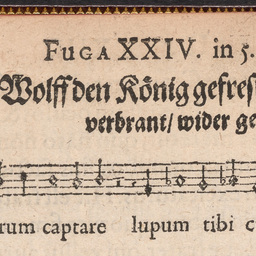 FUGA XXIV. in 5.
Wolff den König gefres
verbrant/ wider ge
rum captare lupum tibi c